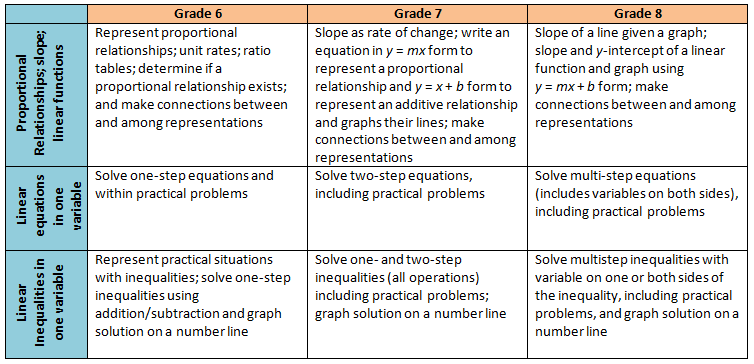 Grade 6
Grade 7
Grade 8
Proportional
Relationships; slope;
linear functions
Represent proportional
relationships; unit rates; ratio
tables; determine if a
proportional relationship exists;
and make connections between
and among representations
Slope as rate of change; write an
equation in y = mx form to
represent a proportional
relationship and y = x + b form to
represent an additive relationship
and graphs their lines; make
connections between and among
representations
Slope of a line given a graph;
slope and y-intercept of a linear
function and graph using
y = mx + b form; make
connections between and among
representations
Linear
equations
in one
variable
Solve one-step equations and
within practical problems
Solve two-step equations,
including practical problems
Solve multi-step equations
(includes variables on both sides),
including practical problems
Linear
Inequalities in
one variable
Represent practical situations
with inequalities; solve one-step
inequalities using
addition/subtraction and graph
solution on a number line
Solve one- and two-step
inequalities (all operations)
including practical problems;
graph solution on a number line
Solve multistep inequalities with
variable on one or both sides
of the inequality, including practical
problems, and graph solution on a
number line